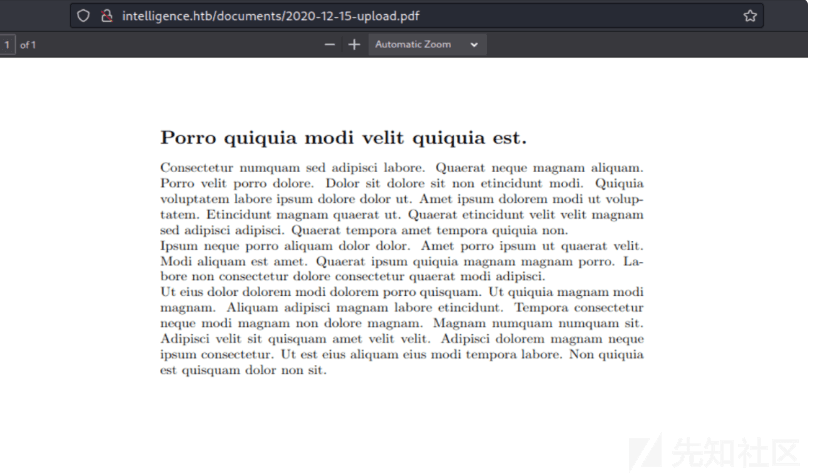 intelligence.htb/documents/2020-12-15-upload.pdf
1 of 1
Automatic Zoom
Porro quiquia modi velit quiquia est.
Consectetur numquam sed adipisci labore. Quaerat neque magnam aliquam.
Porro velit porro dolore. Dolor sit dolore sit non etincidunt modi. Quiquia
voluptatem labore ipsum dolore dolor ut. Amet ipsum dolorem modi ut volup-
tatem. Etincidunt magnam quaerat ut. Quaerat etincidunt velit velit magnam
sed adipisci adipisci. Quaerat tempora amet tempora quiquia non.
Ipsum neque porro aliquam dolor dolor. Amet porro ipsum ut quaerat velit.
Modi aliquam est amet. Quaerat ipsum quiquia magnam magnam porro. La-
bore non consectetur dolore consectetur quaerat modi adipisci.
Ut eius dolor dolorem modi dolorem porro quisquam. Ut quiquia magnam modi
magnam. Aliquam adipisci magnam labore etincidunt. Tempora consectetur
neque modi magnam non dolore magnam. Magnam numquam numquam sit.
Adipisci velit sit quisquam amet velit velit. Adipisci dolorem magnam neque
ipsum consectetur. Ut est eius aliquam eius modi tempora labore. Non quiquia
est quisquam dolor non sit.
先知社区